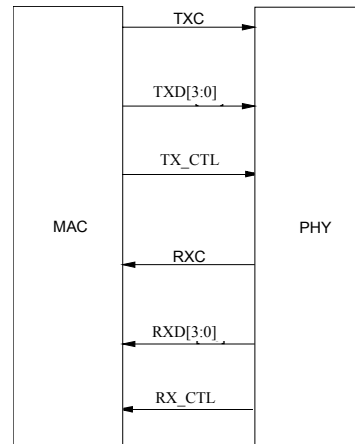 TXC
TXD[3:0]
TX_CTL
MAC
PHY
RXC
RXD[3:0]
RX_CTL